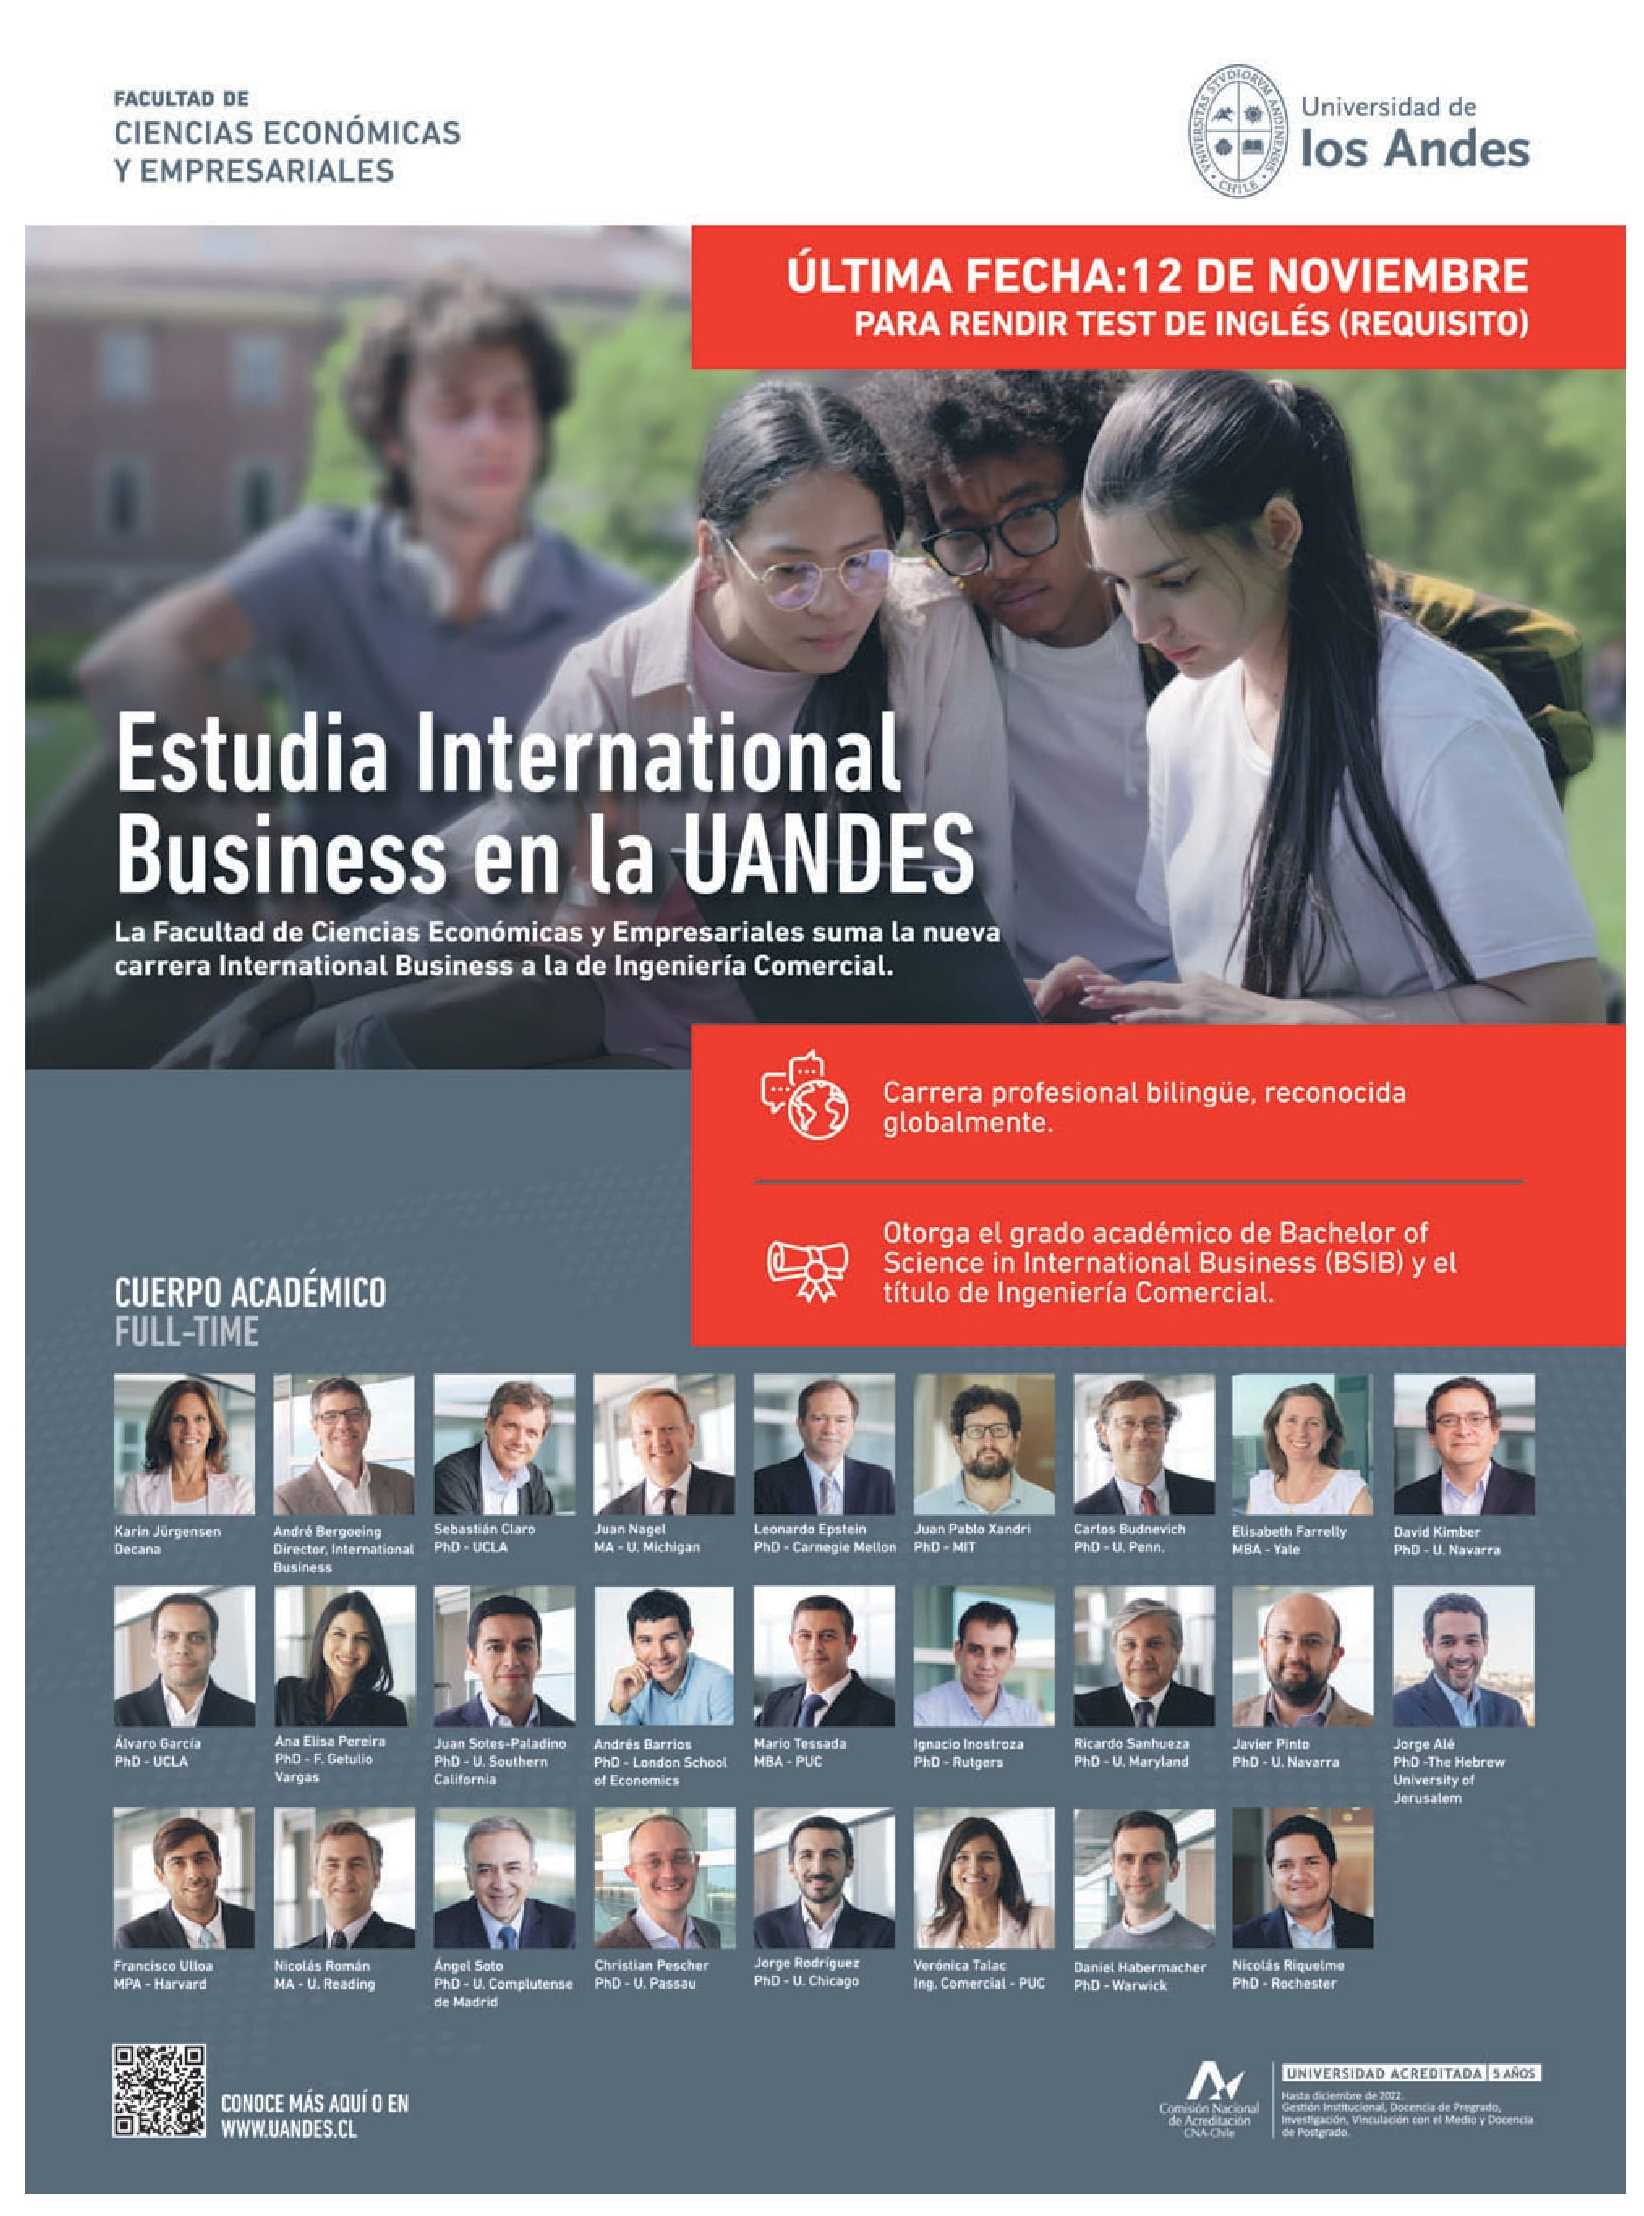 FACULTAD DE
CIENCIAS ECONÓMICAS
Y EMPRESARIALES
UNIVERSITAS STVDIORVM ANDINENSIS
CHILE
Universidad de
los Andes
ÚLTIMA FECHA:12 DE NOVIEMBRE
PARA RENDIR TEST DE INGLÉS (REQUISITO)
Estudia International
Business en la UANDES
La Facultad de Ciencias Económicas y Empresariales suma la nueva
carrera International Business a la de Ingeniería Comercial.
Carrera profesional bilingüe, reconocida
globalmente.
Otorga el grado académico de Bachelor of
Science in International Business (BSIB) y el
título de Ingeniería Comercial.
CUERPO ACADÉMICO
FULL-TIME
Karin Jürgensen
Decana
André Bergoeing
Director, International
Business
Sebastián Claro
PhD - UCLA
Juan Nagel
MA - U. Michigan
Leonardo Epstein
PhD - Carnegie Mellon
Juan Pablo Xandri
PhD - MIT
Carlos Budnevich
PhD - U. Penn.
Elisabeth Farrelly
MBA - Yale
David Kimber
PhD - U. Navarra
Álvaro García
PhD - UCLA
Ana Elisa Pereira
PhD - F. Getulio
Vargas
Juan Soles-Paladino
PhD - U. Southern
California
Andrés Barrios
PhD - London School
of Economics
Mario Tessada
MBA - PUC
Ignacio Inostroza
PhD - Rutgers
Ricardo Sanhueza
PhD - U. Maryland
Javier Pinto
PhD - U. Navarra
Jorge Alé
PhD -The Hebrew
University of
Jerusalem
Francisco Ulloa
MPA - Harvard
Nicolás Román
MA - U. Reading
Ángel Soto
PhD - U. Complutense
de Madrid
Christian Pescher
PhD - U. Passau
Jorge Rodríguez
PhD - U. Chicago
Verónica Talac
Ing. Comercial - PUC
Daniel Habermacher
PhD - Warwick
Nicolás Riquelme
PhD - Rochester
CONOCE MÁS AQUÍ O EN
WWW.UANDES.CL
Comisión Nacional
de Acreditación
CNA-Chile
UNIVERSIDAD ACREDITADA 5 AÑOS
Hasta diciembre de 2022.
Gestión Institucional, Docencia de Pregrado,
Investigación, Vinculación con el Medio y Docencia
de Postgrado.